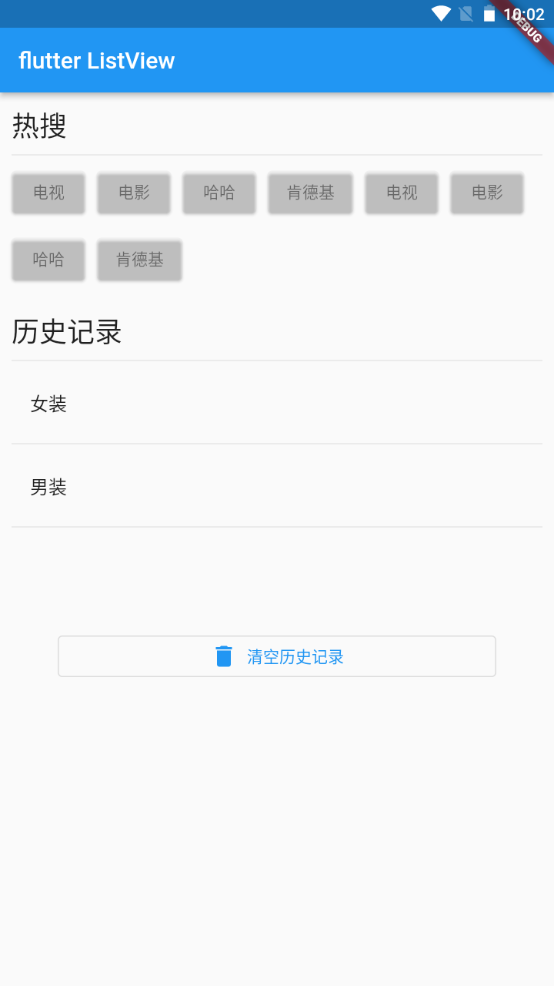 10:02
DEBUG
flutter ListView
热搜
电视 电影 哈哈 肯德基 电视 电影
哈哈 肯德基
历史记录
女装
男装
清空历史记录